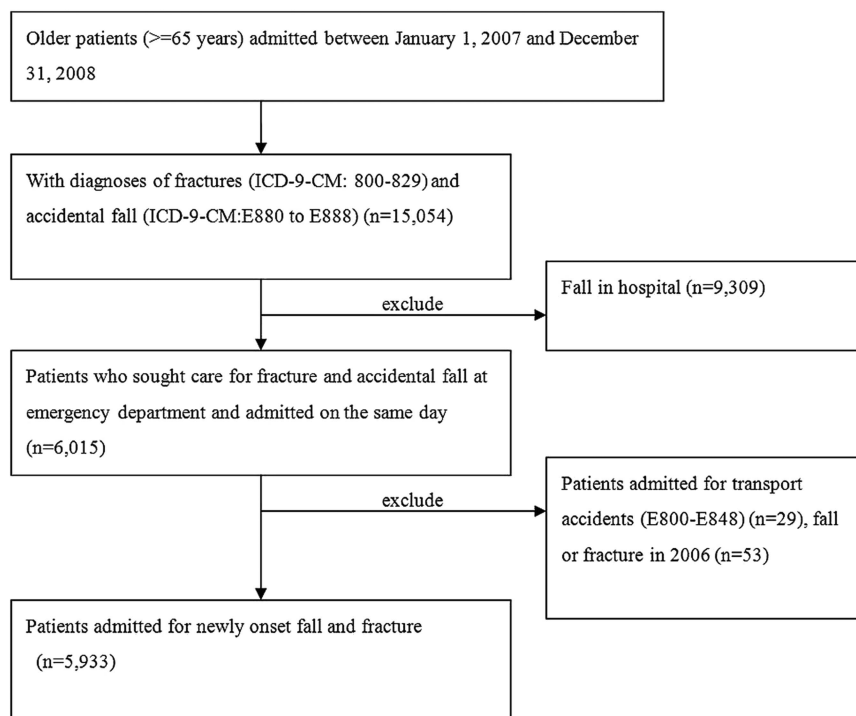 Older patients (>=65 years) admitted between January 1, 2007 and December
31, 2008
With diagnoses of fractures (ICD-9-CM: 800-829) and
accidental fall (ICD-9-CM:E880 to E888) (n=15,054)
exclude
Fall in hospital (n=9,309)
Patients who sought care for fracture and accidental fall at
emergency department and admitted on the same day
(n=6,015)
exclude
Patients admitted for transport
accidents (E800-E848) (n=29), fall
or fracture in 2006 (n=53)
Patients admitted for newly onset fall and fracture
(n=5,933)